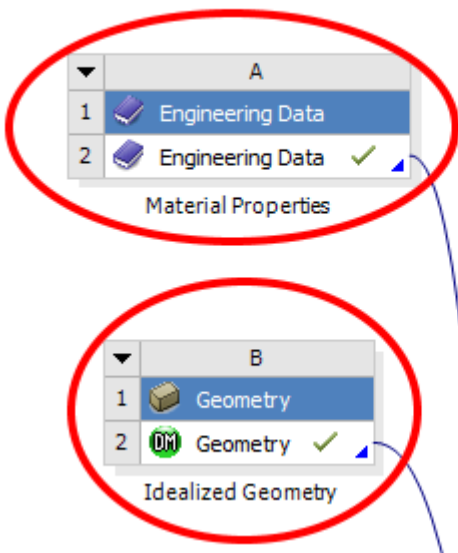 A
1 Engineering Data
2 Engineering Data
Material Properties
B
1 Geometry
2 DM Geometry
Idealized Geometry